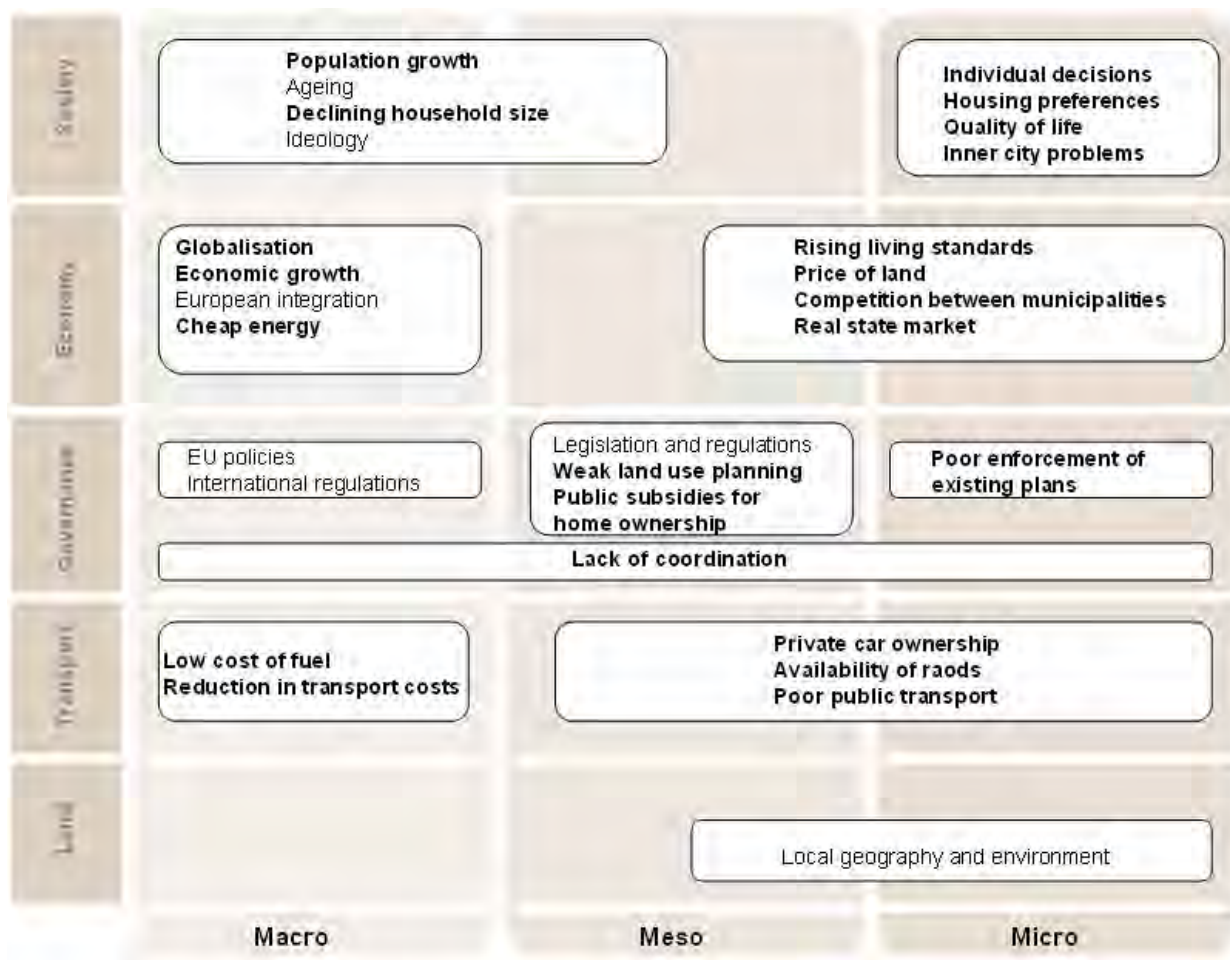 Society
Population growth
Ageing
Declining household size
Ideology
Individual decisions
Housing preferences
Quality of life
Inner city problems
Economy
Globalisation
Economic growth
European integration
Cheap energy
Rising living standards
Price of land
Competition between municipalities
Real state market
Governance
EU policies
International regulations
Legislation and regulations
Weak land use planning
Public subsidies for
home ownership
Poor enforcement of
existing plans
Lack of coordination
Transport
Low cost of fuel
Reduction in transport costs
Private car ownership
Availability of raods
Poor public transport
Land
Local geography and environment
Macro
Meso
Micro